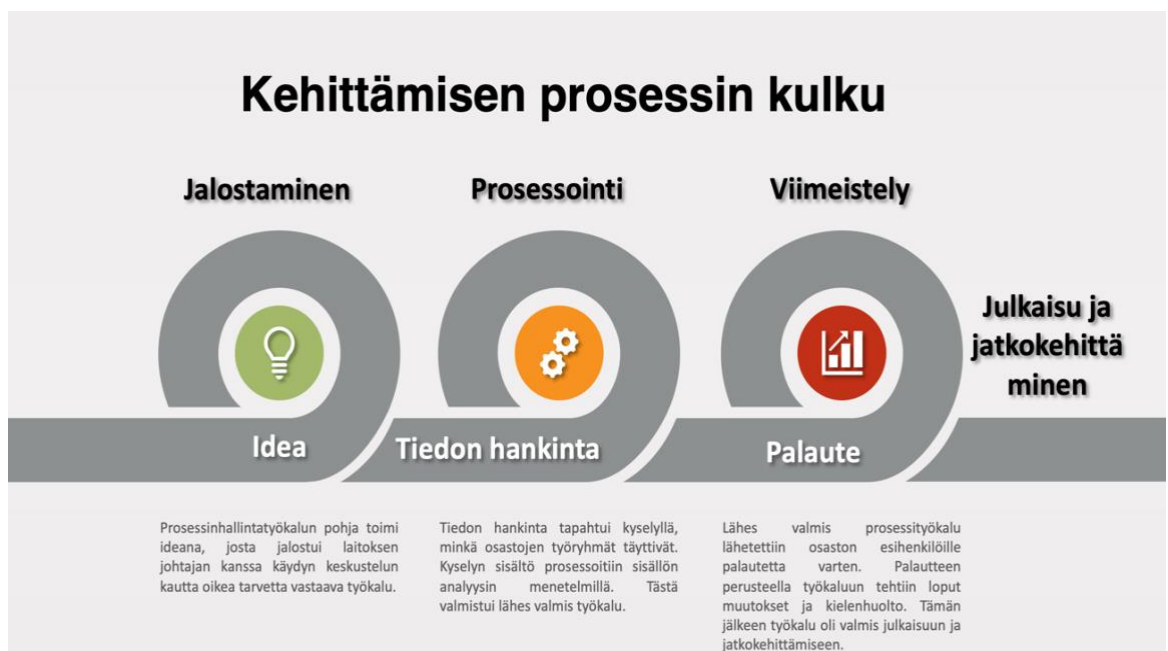 Kehittämisen prosessin kulku
Jalostaminen
Prosessointi
Viimeistely
Julkaisu ja
jatkokehittä
minen
Idea
Tiedon hankinta
Palaute
Prosessinhallintatyökalun pohja toimi
ideana, josta jalostui laitoksen
johtajan kanssa käydyn keskustelun
kautta oikea tarvetta vastaava työkalu.
Tiedon hankinta tapahtui kyselyllä,
minkä osastojen työryhmät täyttivät.
Kyselyn sisältö prosessoitiin sisällön
analyysin menetelmillä. Tästä
valmistui lähes valmis työkalu.
Lähes valmis prosessityökalu
lähetettiin osaston esihenkilöille
palautetta varten. Palautteen
perusteella työkaluun tehtiin loput
muutokset ja kielenhuolto. Tämän
jälkeen työkalu oli valmis julkaisuun ja
jatkokehittämiseen.